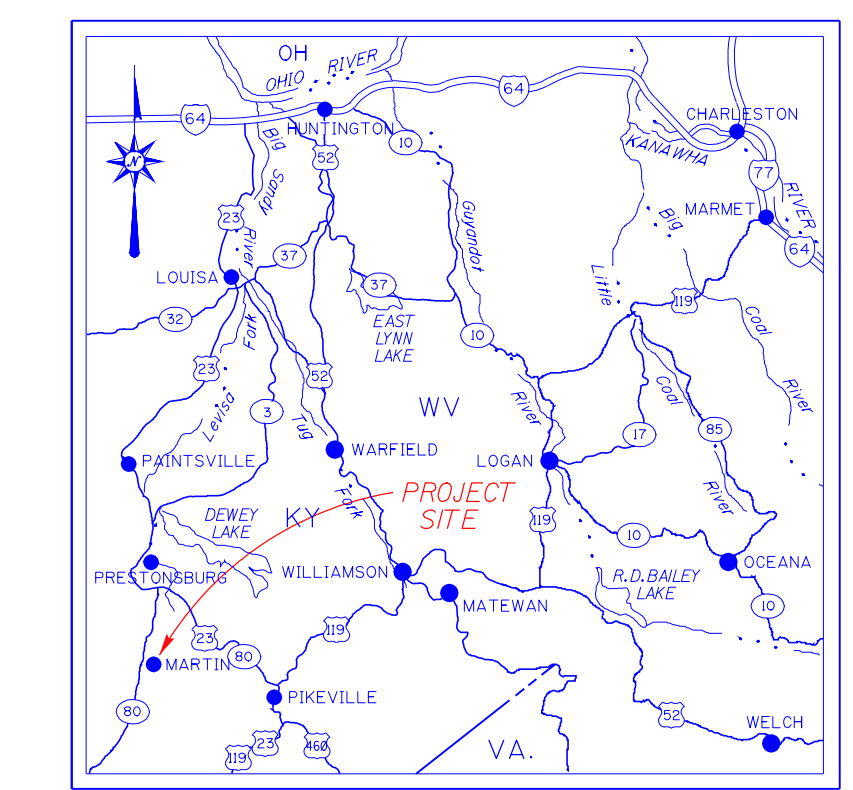 OH
OHIO RIVER
64
64
HUNTINGTON
CHARLESTON
10
KANAWHA
Big
Sandy
River
52
77
N
23
Guyandot
River
Big
MARMET
RIVER
37
64
LOUISA
37
Little
119
32
EAST
LYNN
LAKE
10
Coal
River
Fork
Levisa
23
52
Tug
Fork
3
WV
Coal
River
17
85
WARFIELD
LOGAN
PAINTSVILLE
PROJECT
SITE
DEWEY
LAKE
KY
119
10
PRESTONSBURG
WILLIAMSON
OCEANA
R.D.BAILEY
LAKE
MATEWAN
10
119
23
80
MARTIN
PIKEVILLE
80
52
WELCH
23
460
119
VA.